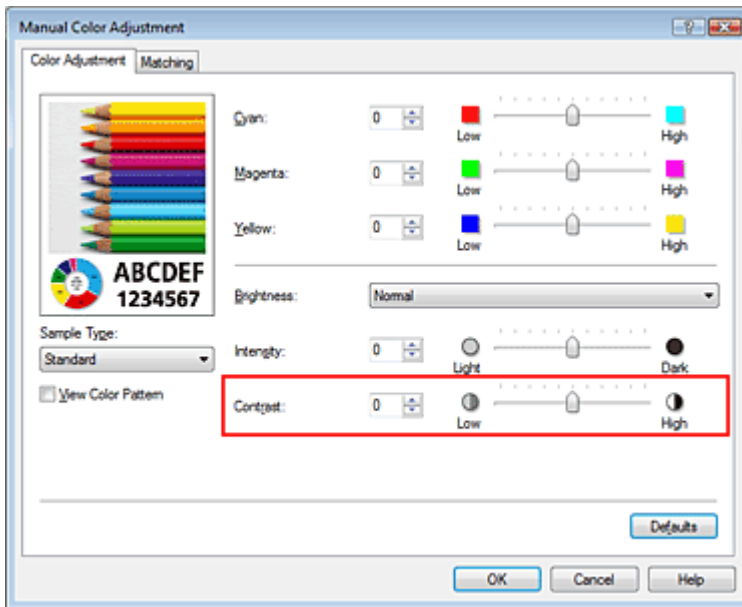 Manual Color Adjustment
Color Adjustment
Matching
Cyan:
0
Low
High
Magenta:
0
Low
High
Yellow:
0
Low
High
ABCDEF
1234567
Brightness:
Normal
Sample Type:
Standard
Intensity:
0
Light
Dark
View Color Pattern
Contrast:
0
Low
High
Defaults
OK
Cancel
Help